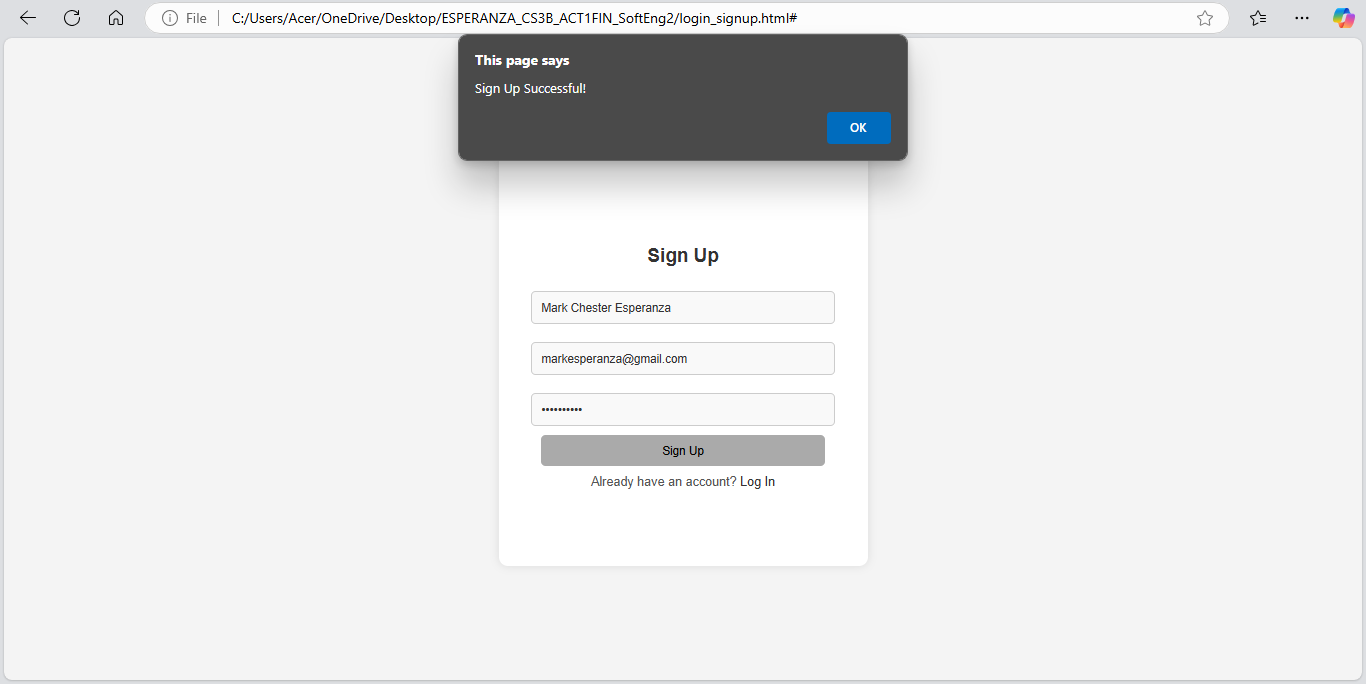 File C:/Users/Acer/OneDrive/Desktop/ESPERANZA_CS3B_ACT1FIN_SoftEng2/login_signup.html#
This page says
Sign Up Successful!
OK
Sign Up
Mark Chester Esperanza
markesperanza@gmail.com
••••••••••
Sign Up
Already have an account? Log In